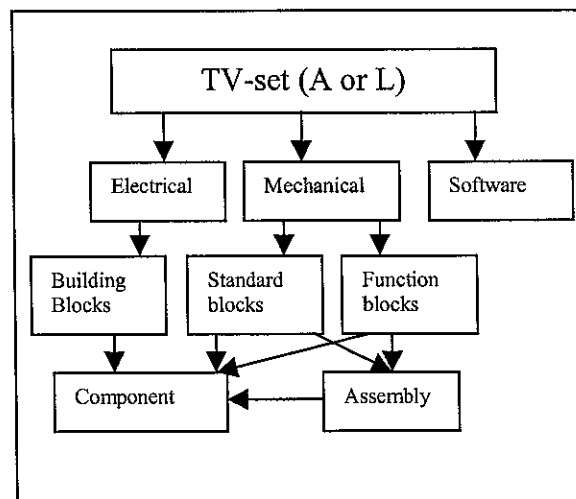 TV-set (A or L)
Electrical
Mechanical
Software
Building
Blocks
Standard
blocks
Function
blocks
Component
Assembly